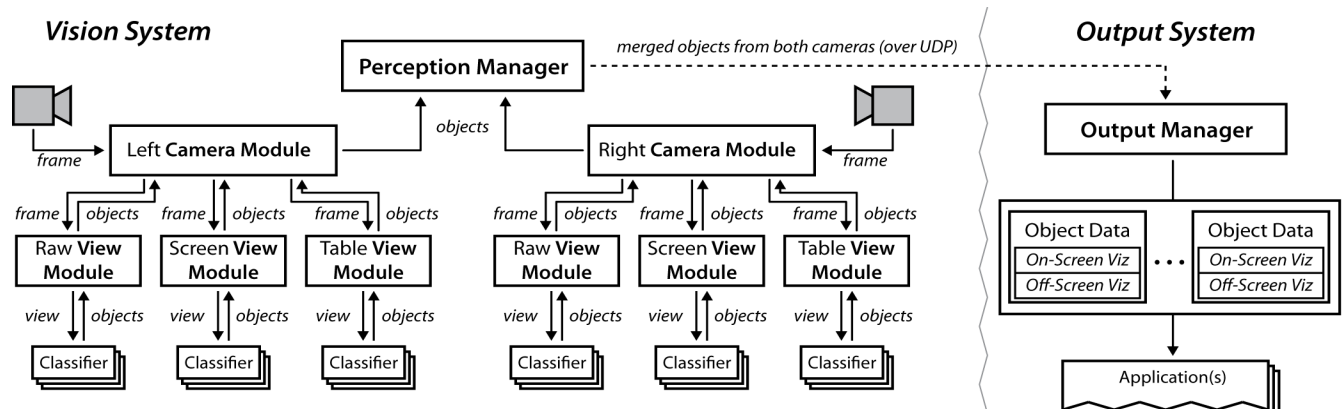 Vision System
Output System
merged objects from both cameras (over UDP)
Perception Manager
Output Manager
objects
Left Camera Module
Right Camera Module
frame
frame
frame objects frame objects frame objects
frame objects frame objects frame objects
Raw View
Module
Screen View
Module
Table View
Module
Raw View
Module
Screen View
Module
Table View
Module
view objects view objects view objects
view objects view objects view objects
Classifier
Classifier
Classifier
Classifier
Classifier
Classifier
Object Data
On-Screen Viz
Off-Screen Viz
...
Object Data
On-Screen Viz
Off-Screen Viz
Application(s)